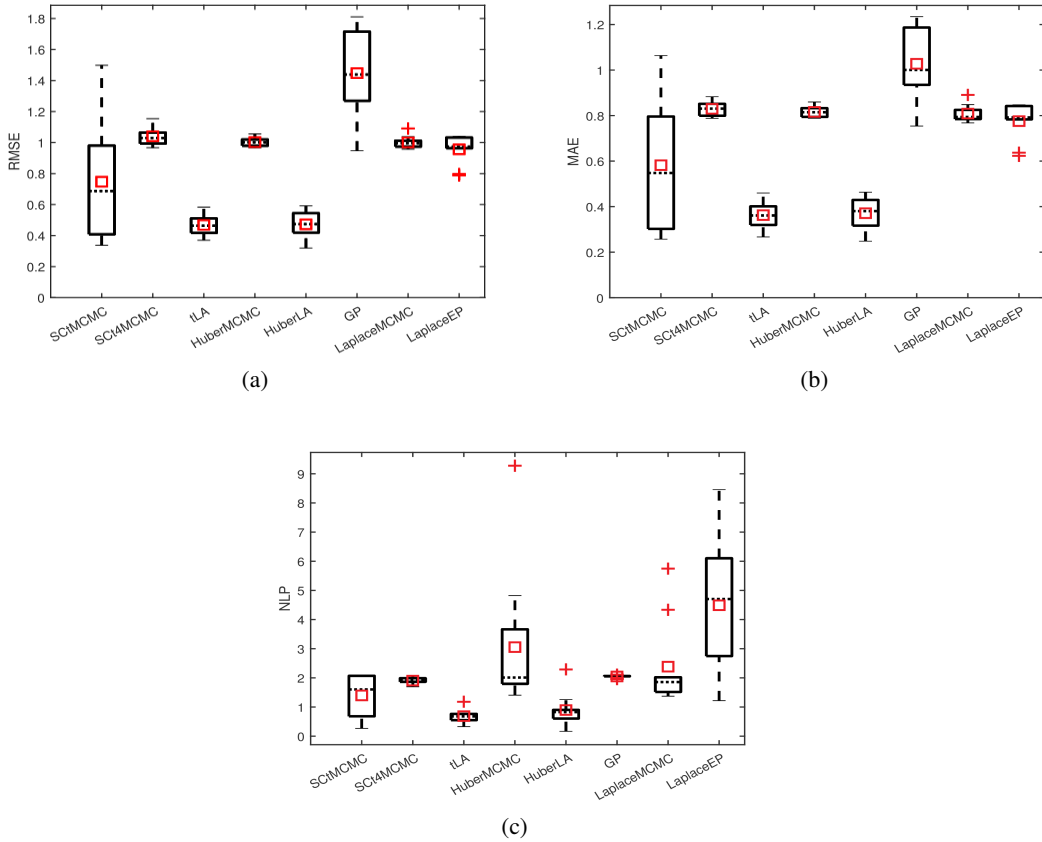 1.8
1.6
1.4
1.2
1
0.8
0.6
0.4
0.2
0
RMSE
SCtMCMC
SCt4MCMC
tLA
HuberMCMC
HuberLA
GP
LaplaceMCMC
LaplaceEP
(a)
1.2
1
0.8
0.6
0.4
0.2
0
MAE
SCtMCMC
SCt4MCMC
tLA
HuberMCMC
HuberLA
GP
LaplaceMCMC
LaplaceEP
(b)
9
8
7
6
5
4
3
2
1
0
NLP
SCtMCMC
SCt4MCMC
tLA
HuberMCMC
HuberLA
GP
LaplaceMCMC
LaplaceEP
(c)